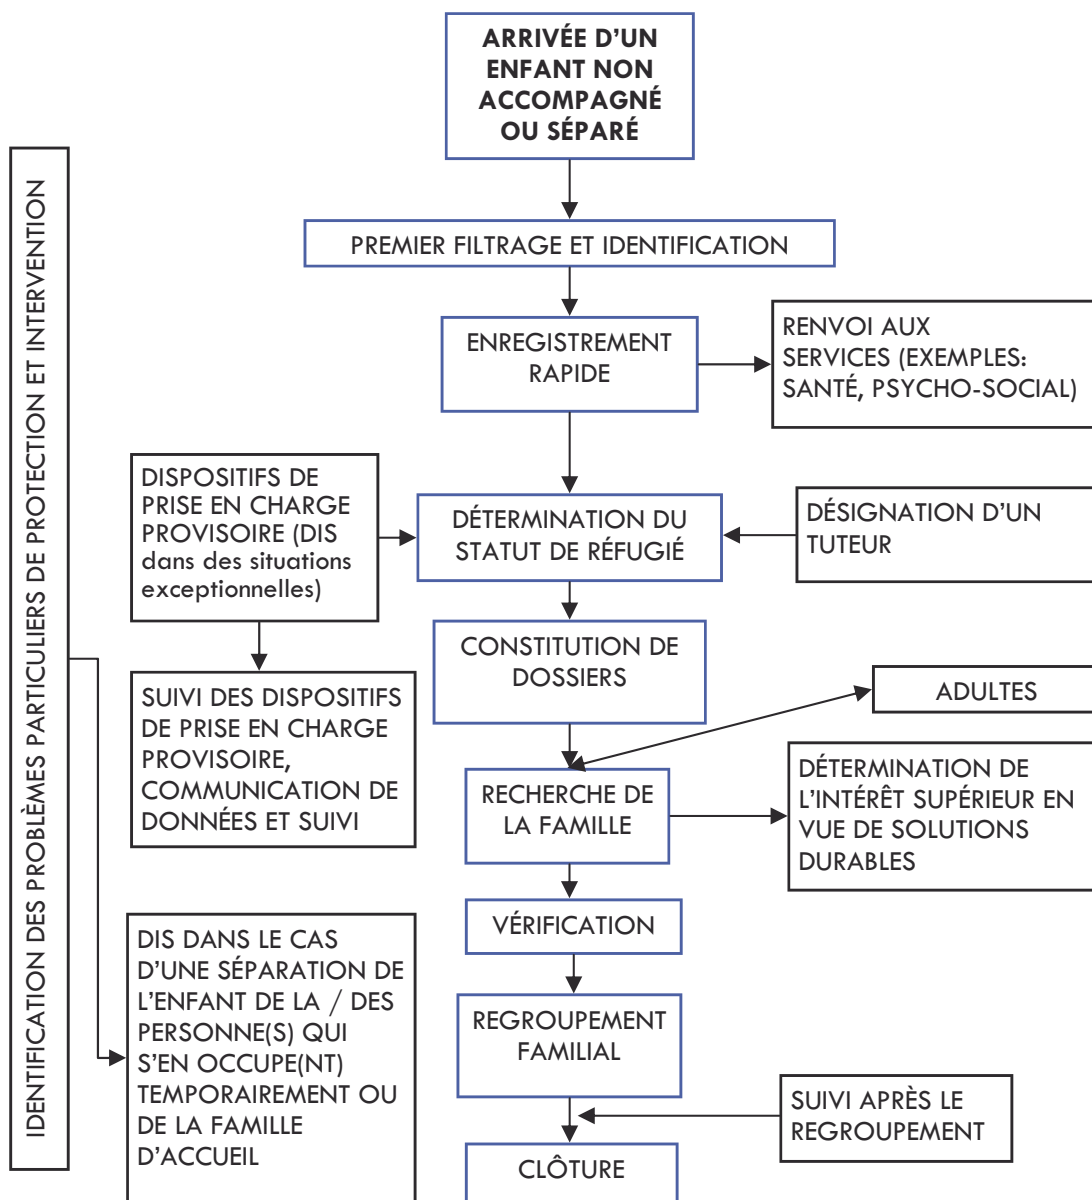 ARRIVÉE D'UN
ENFANT NON
ACCOMPAGNÉ
OU SÉPARÉ
IDENTIFICATION DES PROBLÈMES PARTICULIERS DE PROTECTION ET INTERVENTION
PREMIER FILTRAGE ET IDENTIFICATION
ENREGISTREMENT
RAPIDE
RENVOI AUX
SERVICES (EXEMPLES:
SANTÉ, PSYCHO-SOCIAL)
DISPOSITIFS DE
PRISE EN CHARGE
PROVISOIRE (DIS
dans des situations
exceptionnelles)
DÉTERMINATION DU
STATUT DE RÉFUGIÉ
DÉSIGNATION D'UN
TUTEUR
CONSTITUTION DE
DOSSIERS
SUIVI DES DISPOSITIFS
DE PRISE EN CHARGE
PROVISOIRE,
COMMUNICATION DE
DONNÉES ET SUIVI
ADULTES
RECHERCHE DE
LA FAMILLE
DÉTERMINATION DE
L'INTÉRÊT SUPÉRIEUR EN
VUE DE SOLUTIONS
DURABLES
VÉRIFICATION
DIS DANS LE CAS
D'UNE SÉPARATION DE
L'ENFANT DE LA / DES
PERSONNE(S) QUI
S'EN OCCUPE(NT)
TEMPORAIREMENT OU
DE LA FAMILLE
D'ACCUEIL
REGROUPEMENT
FAMILIAL
SUIVI APRÈS LE
REGROUPEMENT
CLÔTURE